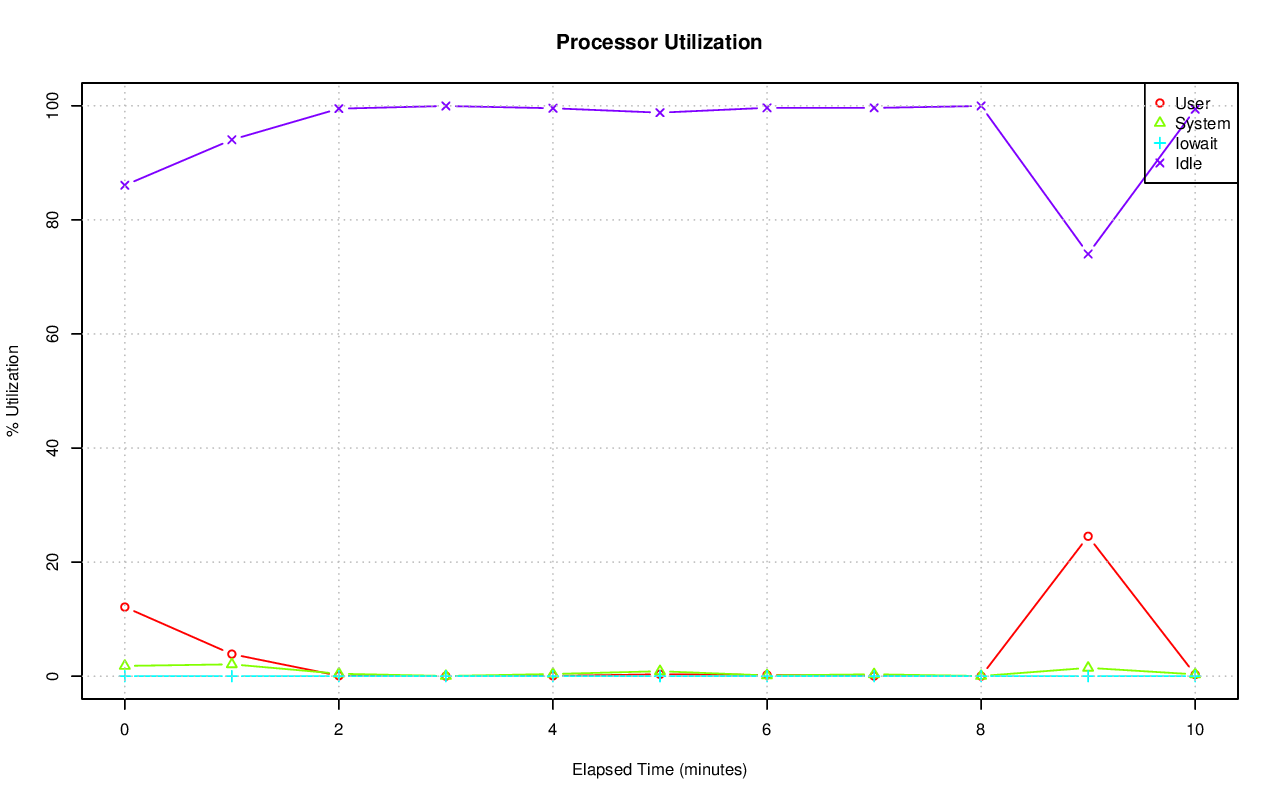 Processor Utilization
% Utilization
100
80
60
40
20
0
User
System
Iowait
Idle
0 2 4 6 8 10
Elapsed Time (minutes)